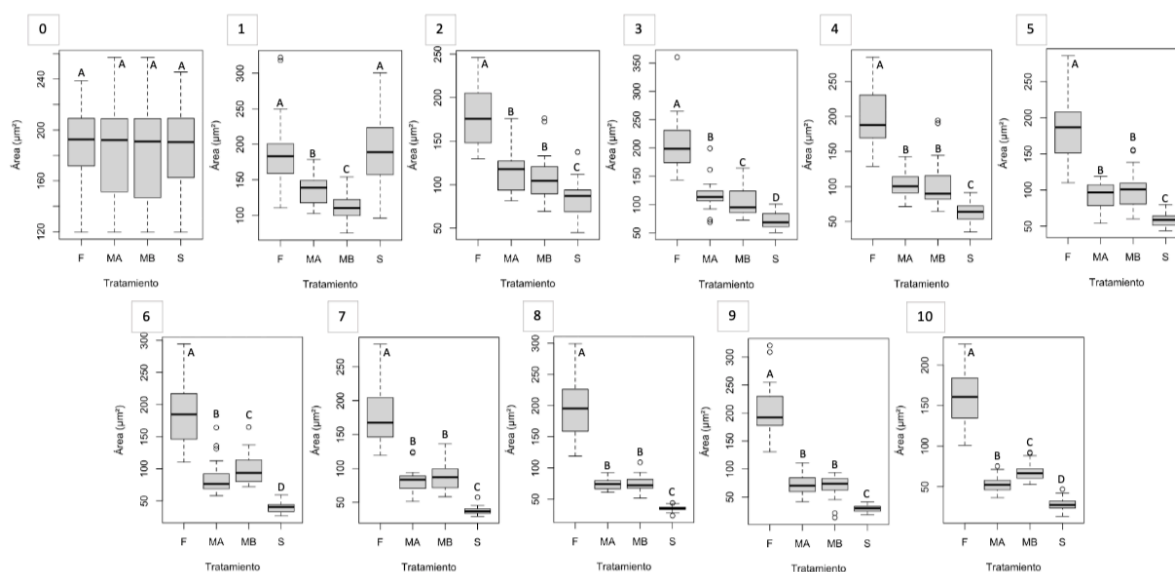 0
Área (µm²)
240
200
160
120
A A A A
F MA MB S
Tratamiento
1
Área (µm²)
300
250
200
150
100
A B C A
F MA MB S
Tratamiento
2
Área (µm²)
250
200
150
100
50
A B B C
F MA MB S
Tratamiento
3
Área (µm²)
350
300
250
200
150
100
50
A B C D
F MA MB S
Tratamiento
4
Área (µm²)
250
200
150
100
50
A B B C
F MA MB S
Tratamiento
5
Área (µm²)
250
200
150
100
50
A B B C
F MA MB S
Tratamiento
6
Área (µm²)
300
250
200
150
100
50
A B C D
F MA MB S
Tratamiento
7
Área (µm²)
250
200
150
100
50
A B B C
F MA MB S
Tratamiento
8
Área (µm²)
300
250
200
150
100
50
A B B C
F MA MB S
Tratamiento
9
Área (µm²)
300
250
200
150
100
50
A B B C
F MA MB S
Tratamiento
10
Área (µm²)
200
150
100
50
A B C D
F MA MB S
Tratamiento